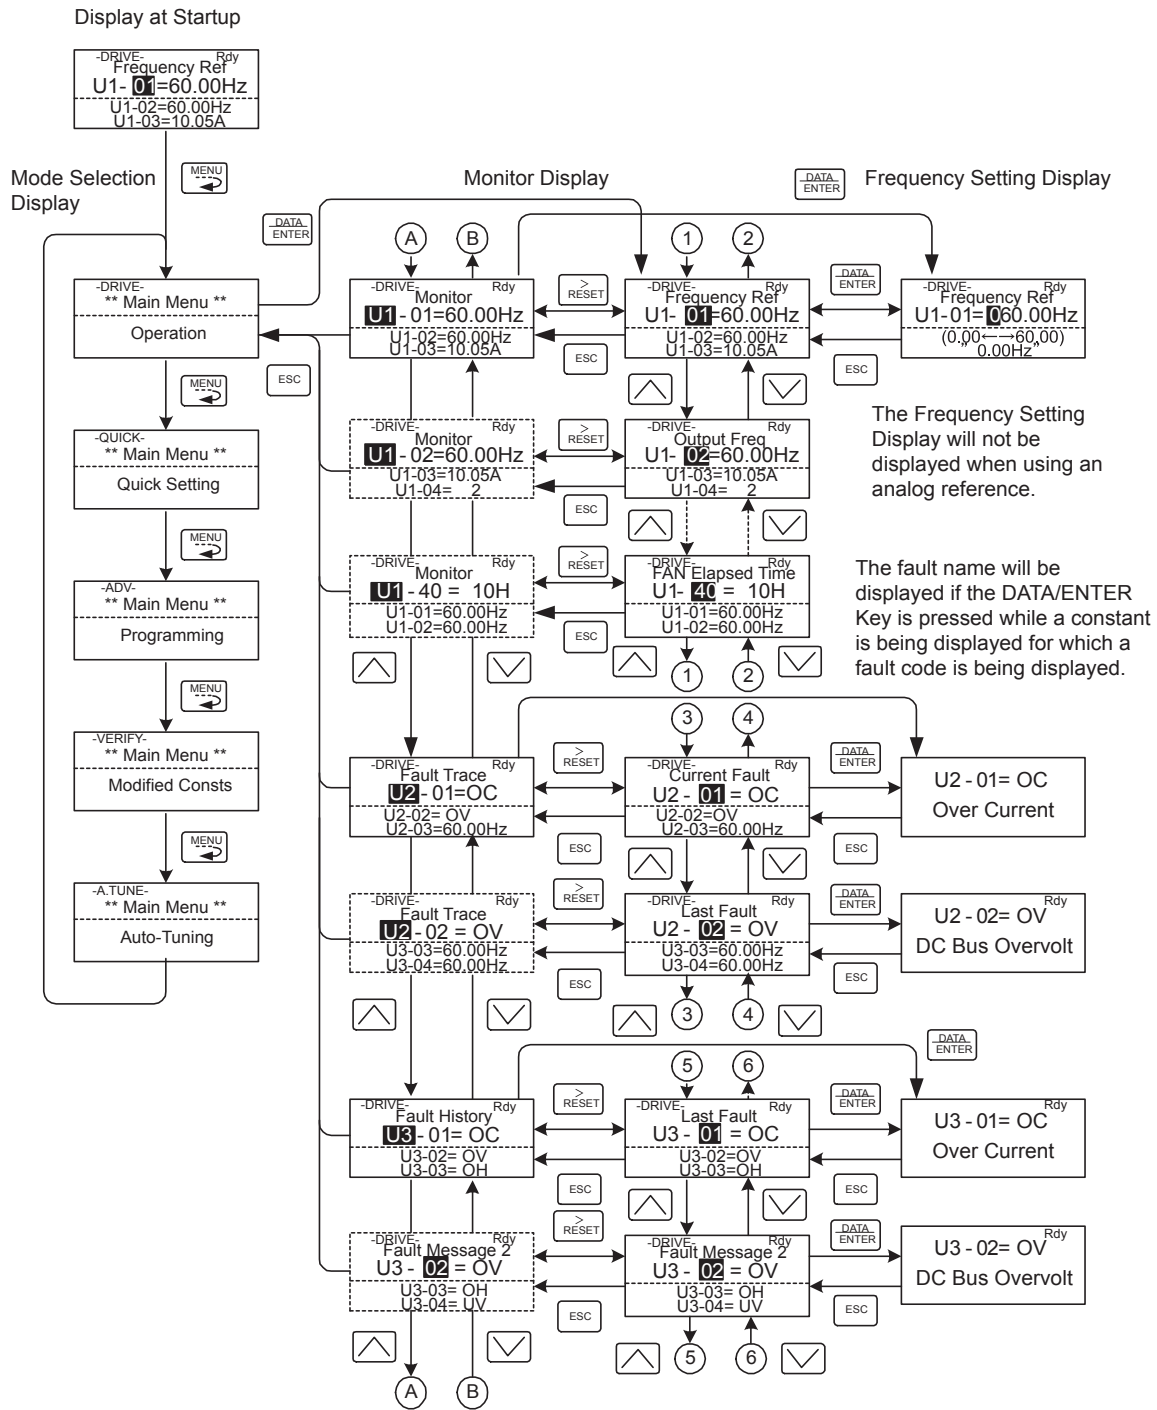 Display at Startup
-DRIVE- Rdy
Frequency Ref
U1- 01=60.00Hz
U1-02=60.00Hz
U1-03=10.05A
MENU
Mode Selection
Display
Monitor Display
DATA
ENTER
Frequency Setting Display
DATA
ENTER
A
B
1
2
-DRIVE-
** Main Menu **
Operation
-DRIVE- Rdy
Monitor
U1 - 01=60.00Hz
U1-02=60.00Hz
U1-03=10.05A
>
RESET
ESC
-DRIVE- Rdy
Frequency Ref
U1- 01=60.00Hz
U1-02=60.00Hz
U1-03=10.05A
DATA
ENTER
ESC
-DRIVE- Rdy
Frequency Ref
U1-01= 060.00Hz
(0.00←→60.00)
” 0.00Hz”
ESC
MENU
-QUICK-
** Main Menu **
Quick Setting
-DRIVE- Rdy
Monitor
U1 - 02=60.00Hz
U1-03=10.05A
U1-04= 2
>
RESET
ESC
-DRIVE- Rdy
Output Freq
U1- 02=60.00Hz
U1-03=10.05A
U1-04= 2
The Frequency Setting
Display will not be
displayed when using an
analog reference.
MENU
-ADV-
** Main Menu **
Programming
-DRIVE- Rdy
Monitor
U1 - 40 = 10H
U1-01=60.00Hz
U1-02=60.00Hz
>
RESET
ESC
-DRIVE- Rdy
FAN Elapsed Time
U1- 40 = 10H
U1-01=60.00Hz
U1-02=60.00Hz
1
2
The fault name will be
displayed if the DATA/ENTER
Key is pressed while a constant
is being displayed for which a
fault code is being displayed.
MENU
3
4
-VERIFY-
** Main Menu **
Modified Consts
-DRIVE- Rdy
Fault Trace
U2 - 01=OC
U2-02= OV
U2-03=60.00Hz
>
RESET
ESC
-DRIVE- Rdy
Current Fault
U2 - 01 = OC
U2-02=OV
U2-03=60.00Hz
DATA
ENTER
ESC
U2 - 01= OC
Over Current
MENU
-A.TUNE-
** Main Menu **
Auto-Tuning
-DRIVE- Rdy
Fault Trace
U2 - 02 = OV
U3-03=60.00Hz
U3-04=60.00Hz
>
RESET
ESC
-DRIVE- Rdy
Last Fault
U2 - 02 = OV
U3-03=60.00Hz
U3-04=60.00Hz
3
4
DATA
ENTER
ESC
Rdy
U2 - 02= OV
DC Bus Overvolt
DATA
ENTER
5
6
-DRIVE- Rdy
Fault History
U3 - 01= OC
U3-02= OV
U3-03= OH
>
RESET
ESC
-DRIVE- Rdy
Last Fault
U3 - 01 = OC
U3-02=OV
U3-03=OH
DATA
ENTER
ESC
Rdy
U3 - 01= OC
Over Current
-DRIVE- Rdy
Fault Message 2
U3 - 02 = OV
U3-03= OH
U3-04= UV
>
RESET
ESC
-DRIVE- Rdy
Fault Message 2
U3 - 02 = OV
U3-03= OH
U3-04= UV
DATA
ENTER
ESC
Rdy
U3 - 02= OV
DC Bus Overvolt
5
6
A
B